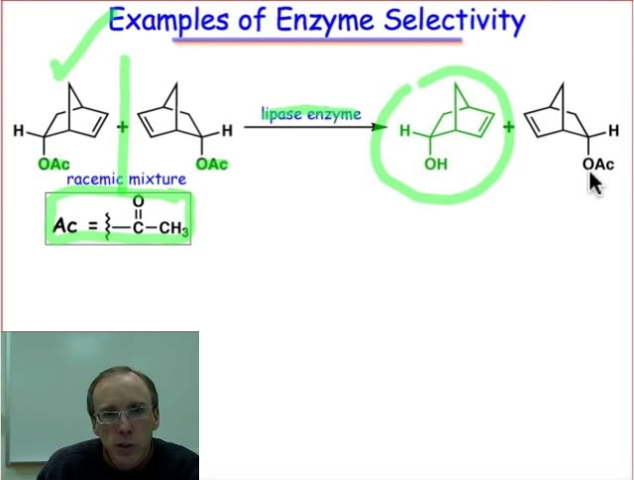 Examples of Enzyme Selectivity
H
OAc
+
H
OAc
lipase enzyme
H
OH
+
H
OAc
racemic mixture
Ac =
O
C—CH₃